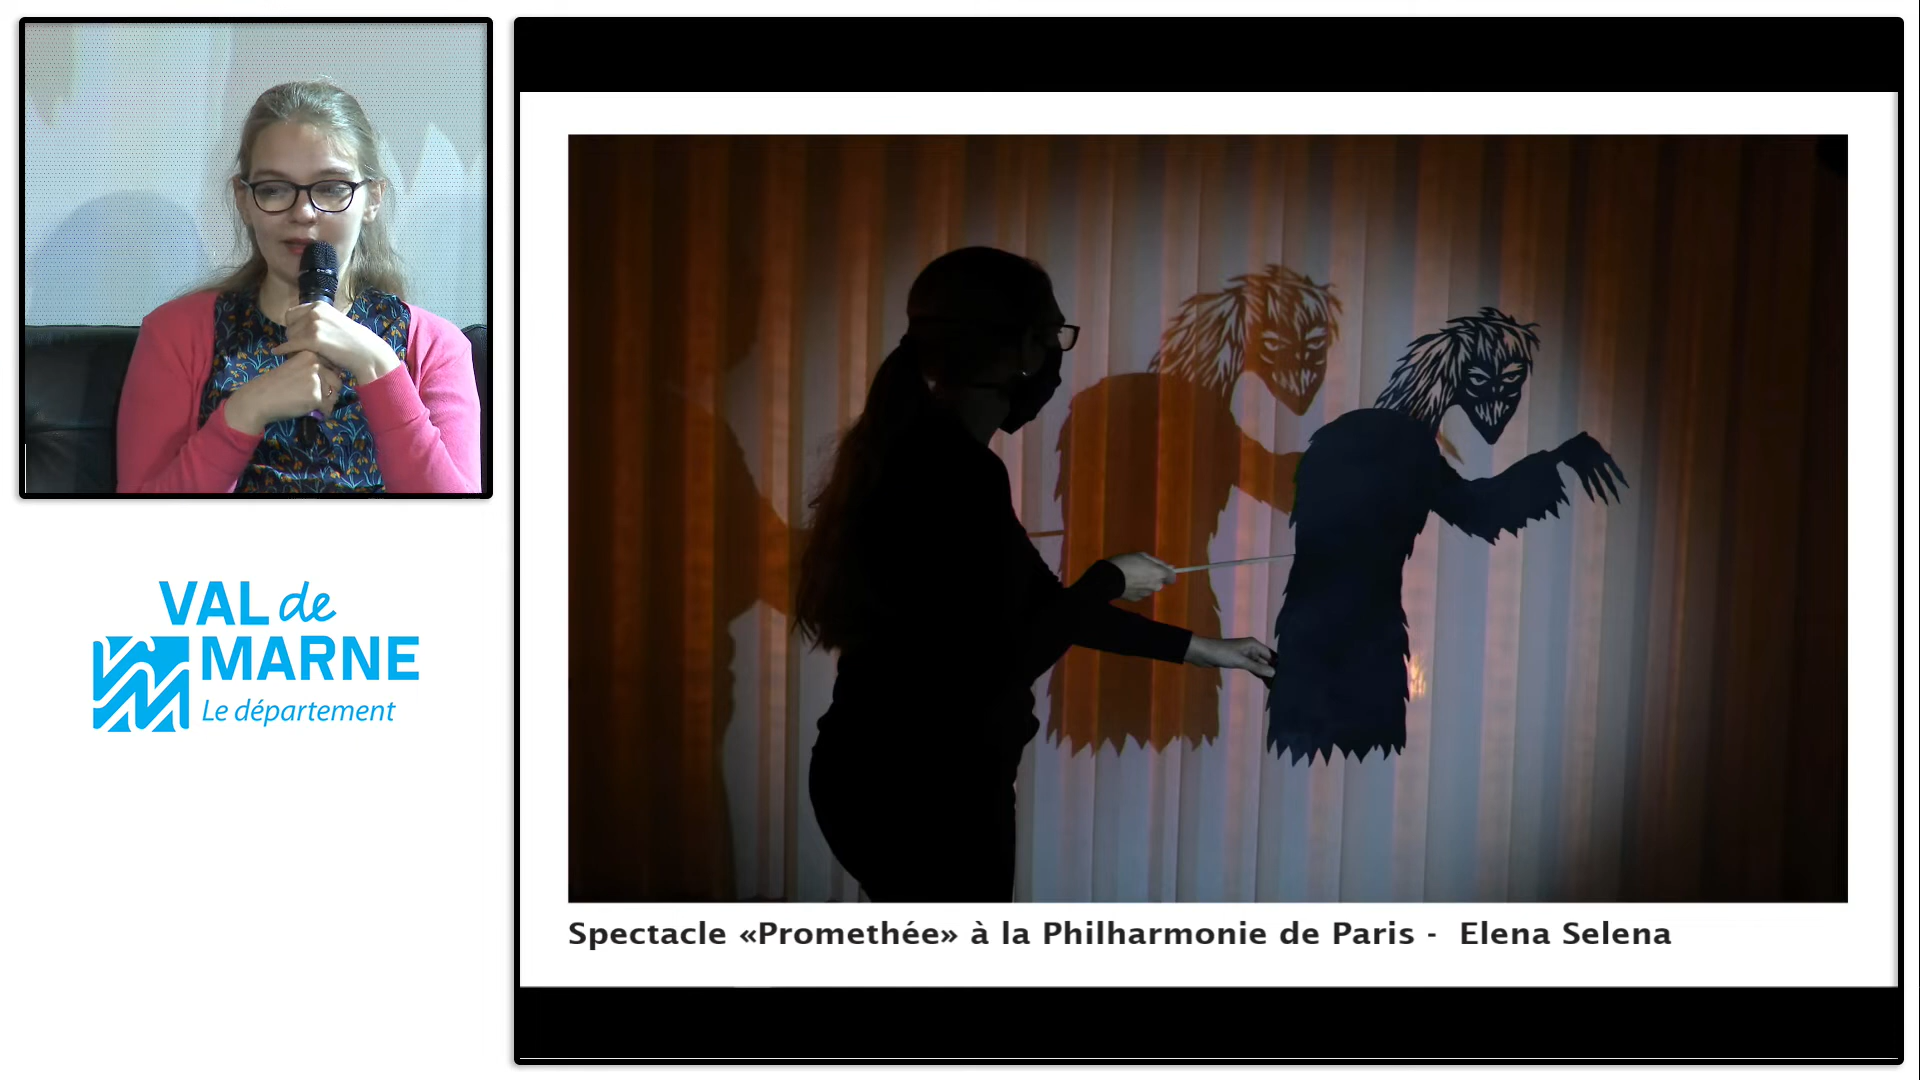 VAL de
MARNE
Le département
Spectacle «Promethée» à la Philharmonie de Paris - Elena Selena